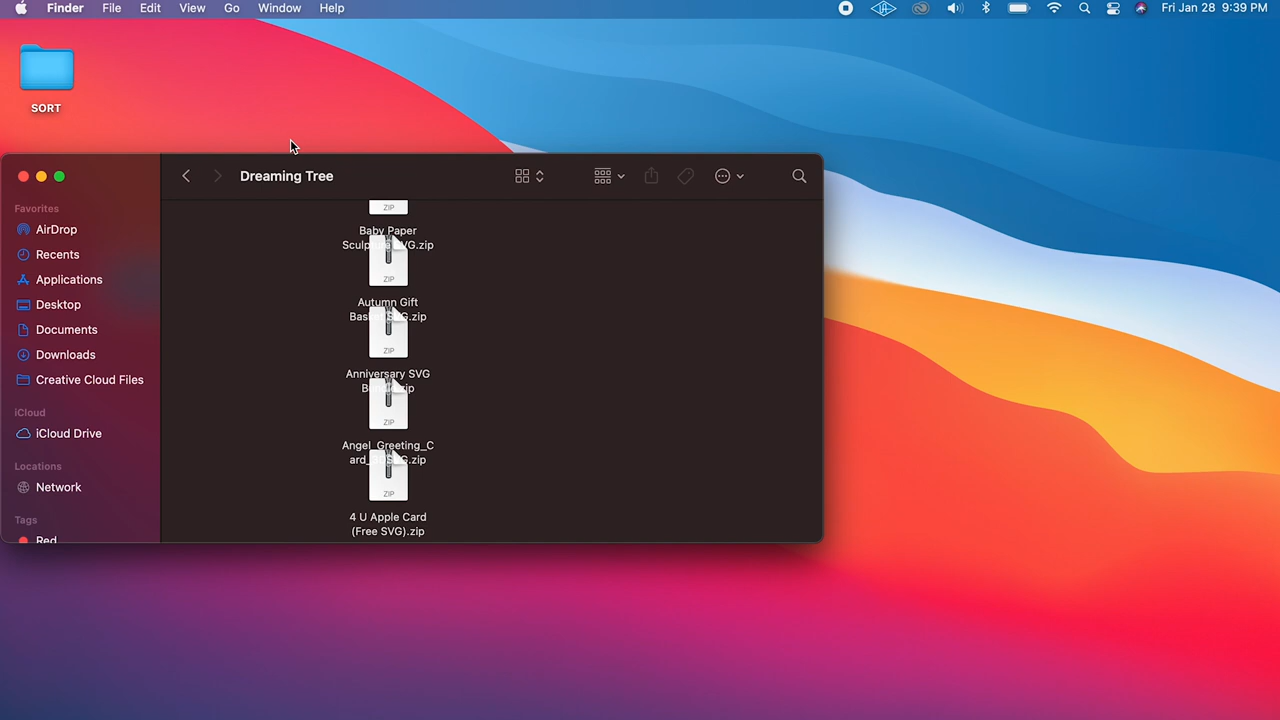 Finder File Edit View Go Window Help Fri Jan 28 9:39 PM
SORT
Dreaming Tree
Favorites
AirDrop
Recents
Applications
Desktop
Documents
Downloads
Creative Cloud Files
iCloud
iCloud Drive
Locations
Network
Tags
Red
ZIP
Baby Paper
Sculpture SVG.zip
ZIP
Autumn Gift
Basket SVG.zip
ZIP
Anniversary SVG
zip
ZIP
Angel_Greeting_C
zip
ZIP
4 U Apple Card
(Free SVG).zip